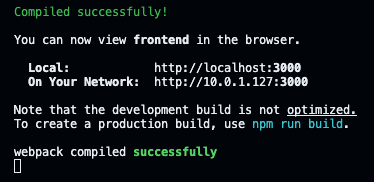 Compiled successfully!
You can now view frontend in the browser.
Local: http://localhost:3000
On Your Network: http://10.0.1.127:3000
Note that the development build is not optimized.
To create a production build, use npm run build.
webpack compiled successfully